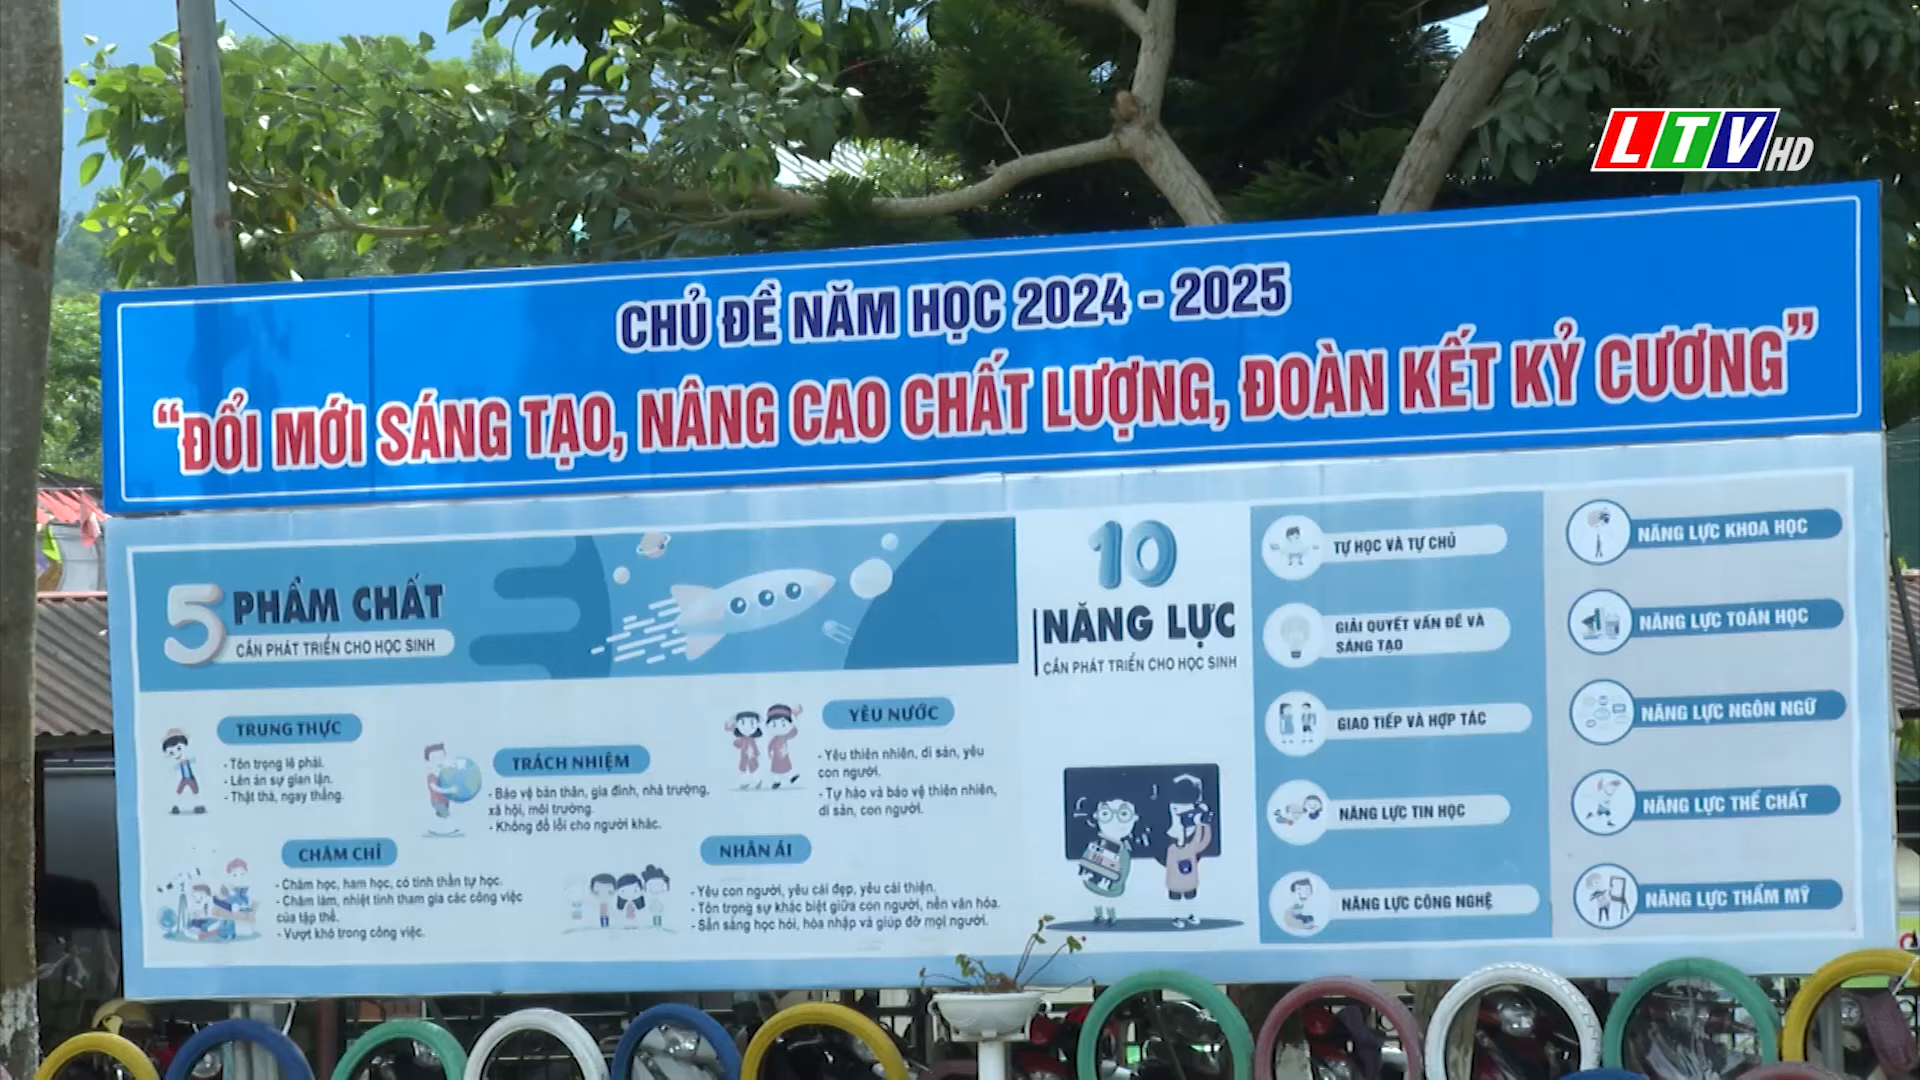 LTV HD
CHỦ ĐỀ NĂM HỌC 2024 - 2025
“ĐỔI MỚI SÁNG TẠO, NÂNG CAO CHẤT LƯỢNG, ĐOÀN KẾT KỶ CƯƠNG”
5 PHẨM CHẤT
CẦN PHÁT TRIỂN CHO HỌC SINH
TRUNG THỰC
- Tôn trọng lẽ phải.
- Lên án sự gian lận.
- Thật thà, ngay thẳng.
TRÁCH NHIỆM
- Bảo vệ bản thân, gia đình, nhà trường,
xã hội, môi trường.
- Không đổ lỗi cho người khác.
YÊU NƯỚC
- Yêu thiên nhiên, di sản, yêu
con người.
- Tự hào và bảo vệ thiên nhiên,
di sản, con người.
CHĂM CHỈ
- Chăm học, ham học, có tinh thần tự học.
- Chăm làm, nhiệt tình tham gia các công việc
của tập thể.
- Vượt khó trong công việc.
NHÂN ÁI
- Yêu con người, yêu cái đẹp, yêu cái thiện.
- Tôn trọng sự khác biệt giữa con người, nền văn hóa.
- Sẵn sàng học hỏi, hòa nhập và giúp đỡ mọi người.
10
NĂNG LỰC
CẦN PHÁT TRIỂN CHO HỌC SINH
TỰ HỌC VÀ TỰ CHỦ
GIẢI QUYẾT VẤN ĐỀ VÀ
SÁNG TẠO
GIAO TIẾP VÀ HỢP TÁC
NĂNG LỰC TIN HỌC
NĂNG LỰC CÔNG NGHỆ
NĂNG LỰC KHOA HỌC
NĂNG LỰC TOÁN HỌC
NĂNG LỰC NGÔN NGỮ
NĂNG LỰC THỂ CHẤT
NĂNG LỰC THẨM MỸ